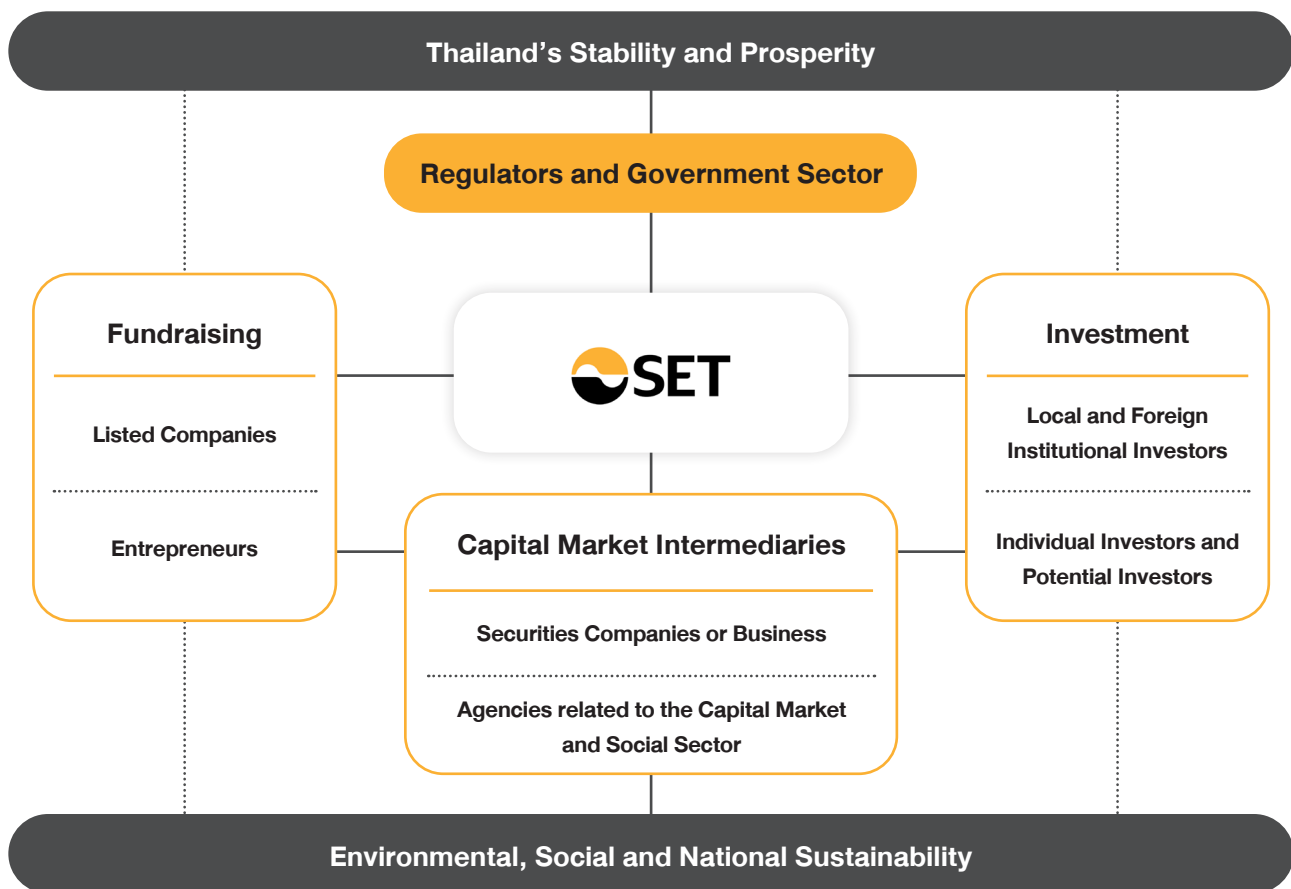 Thailand’s Stability and Prosperity
Regulators and Government Sector
Fundraising
Listed Companies
Entrepreneurs
SET
Capital Market Intermediaries
Securities Companies or Business
Agencies related to the Capital Market
and Social Sector
Investment
Local and Foreign
Institutional Investors
Individual Investors and
Potential Investors
Environmental, Social and National Sustainability